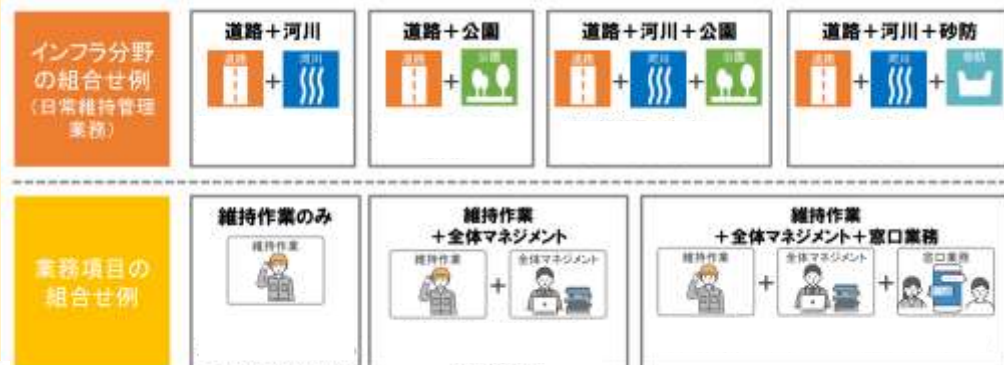 インフラ分野
の組合せ例
(日常維持管理
業務)
道路+河川
道路
+
河川
道路+公園
道路
+
公園
道路+河川+公園
道路
+
河川
+
公園
道路+河川+砂防
道路
+
河川
+
砂防
業務項目の
組合せ例
維持作業のみ
維持作業
維持作業
+全体マネジメント
維持作業
+
全体マネジメント
維持作業
+全体マネジメント+窓口業務
維持作業
+
全体マネジメント
+
窓口業務